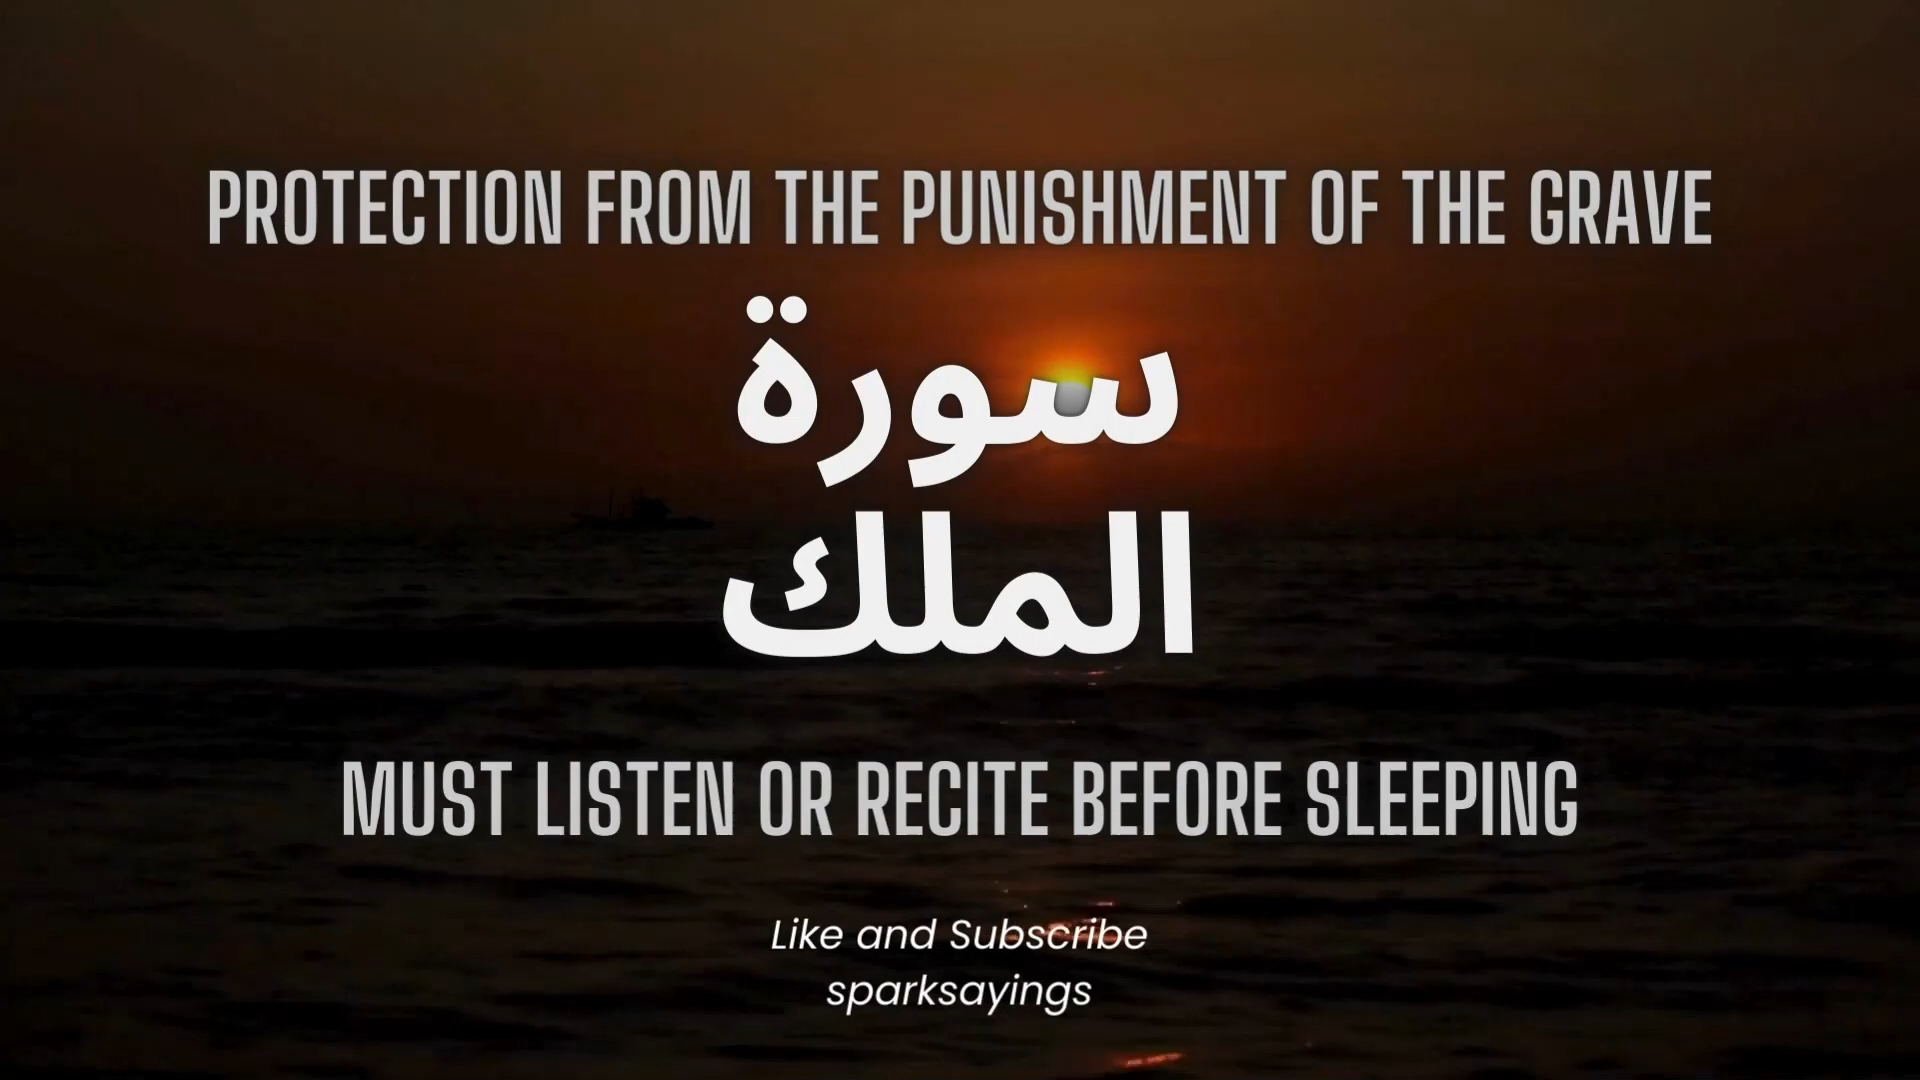 PROTECTION FROM THE PUNISHMENT OF THE GRAVE
سورة
الملك
MUST LISTEN OR RECITE BEFORE SLEEPING
Like and Subscribe
sparksayings